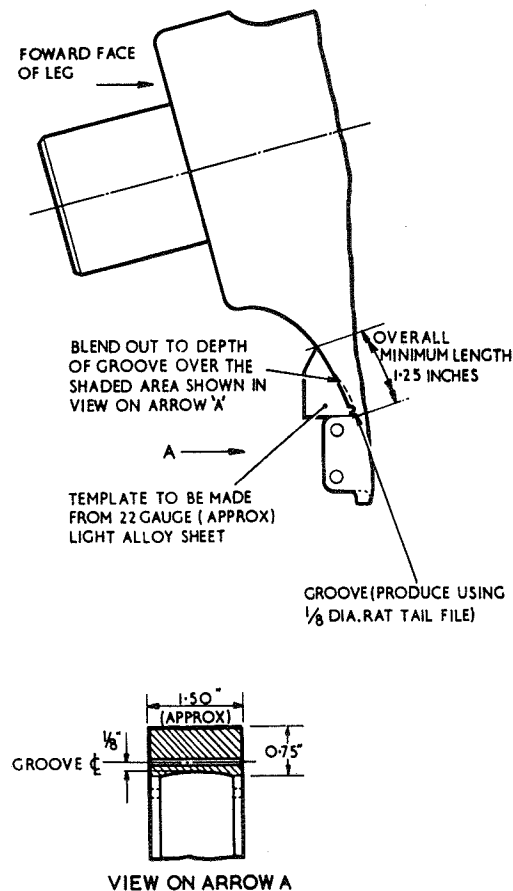 FOWARD FACE
OF LEG
OVERALL
MINIMUM LENGTH
1·25 INCHES
BLEND OUT TO DEPTH
OF GROOVE OVER THE
SHADED AREA SHOWN IN
VIEW ON ARROW 'A'
A
TEMPLATE TO BE MADE
FROM 22 GAUGE (APPROX)
LIGHT ALLOY SHEET
GROOVE (PRODUCE USING
1/8 DIA. RAT TAIL FILE)
1·50"
(APPROX)
1/8"
0·75"
GROOVE ℄
VIEW ON ARROW A